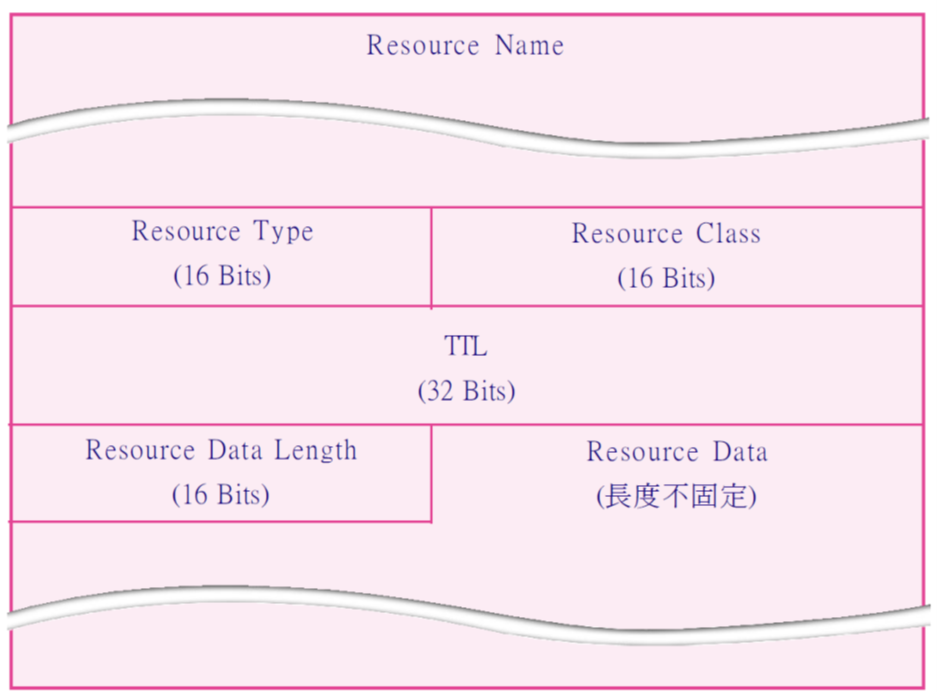 Resource Name
Resource Type
(16 Bits)
Resource Class
(16 Bits)
TTL
(32 Bits)
Resource Data Length
(16 Bits)
Resource Data
(長度不固定)